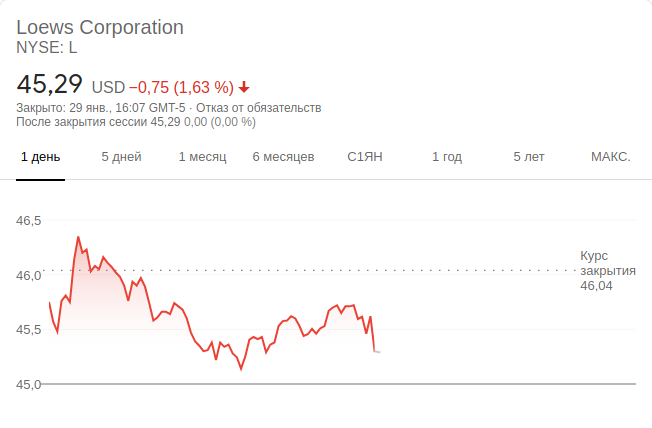 Loews Corporation
NYSE: L
45,29 USD −0,75 (1,63 %)
Закрыто: 29 янв., 16:07 GMT-5 · Отказ от обязательств
После закрытия сессии 45,29 0,00 (0,00 %)
1 день 5 дней 1 месяц 6 месяцев С1ЯН 1 год 5 лет МАКС.
46,5
Курс
закрытия
46,04
46,0
45,5
45,0